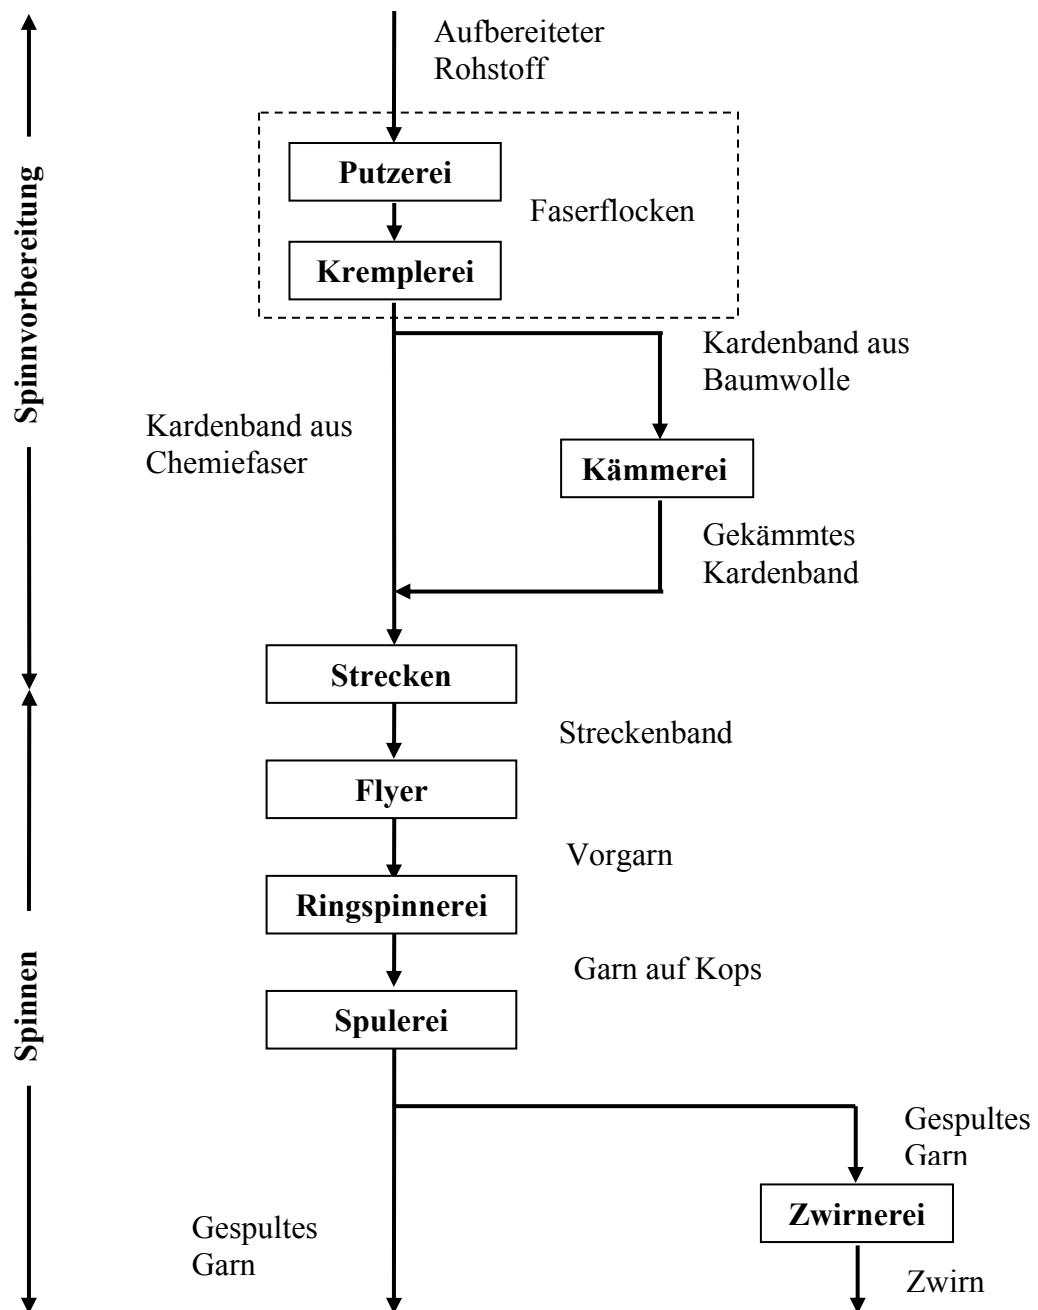 Aufbereiteter
Rohstoff
Putzerei
Faserflocken
Kremplerei
Spinnvorbereitung
Kardenband aus
Baumwolle
Kardenband aus
Chemiefaser
Kämmerei
Gekämmtes
Kardenband
Strecken
Streckenband
Flyer
Vorgarn
Ringspinnerei
Garn auf Kops
Spinnen
Spulerei
Gespultes
Garn
Zwirnerei
Gespultes
Garn
Zwirn